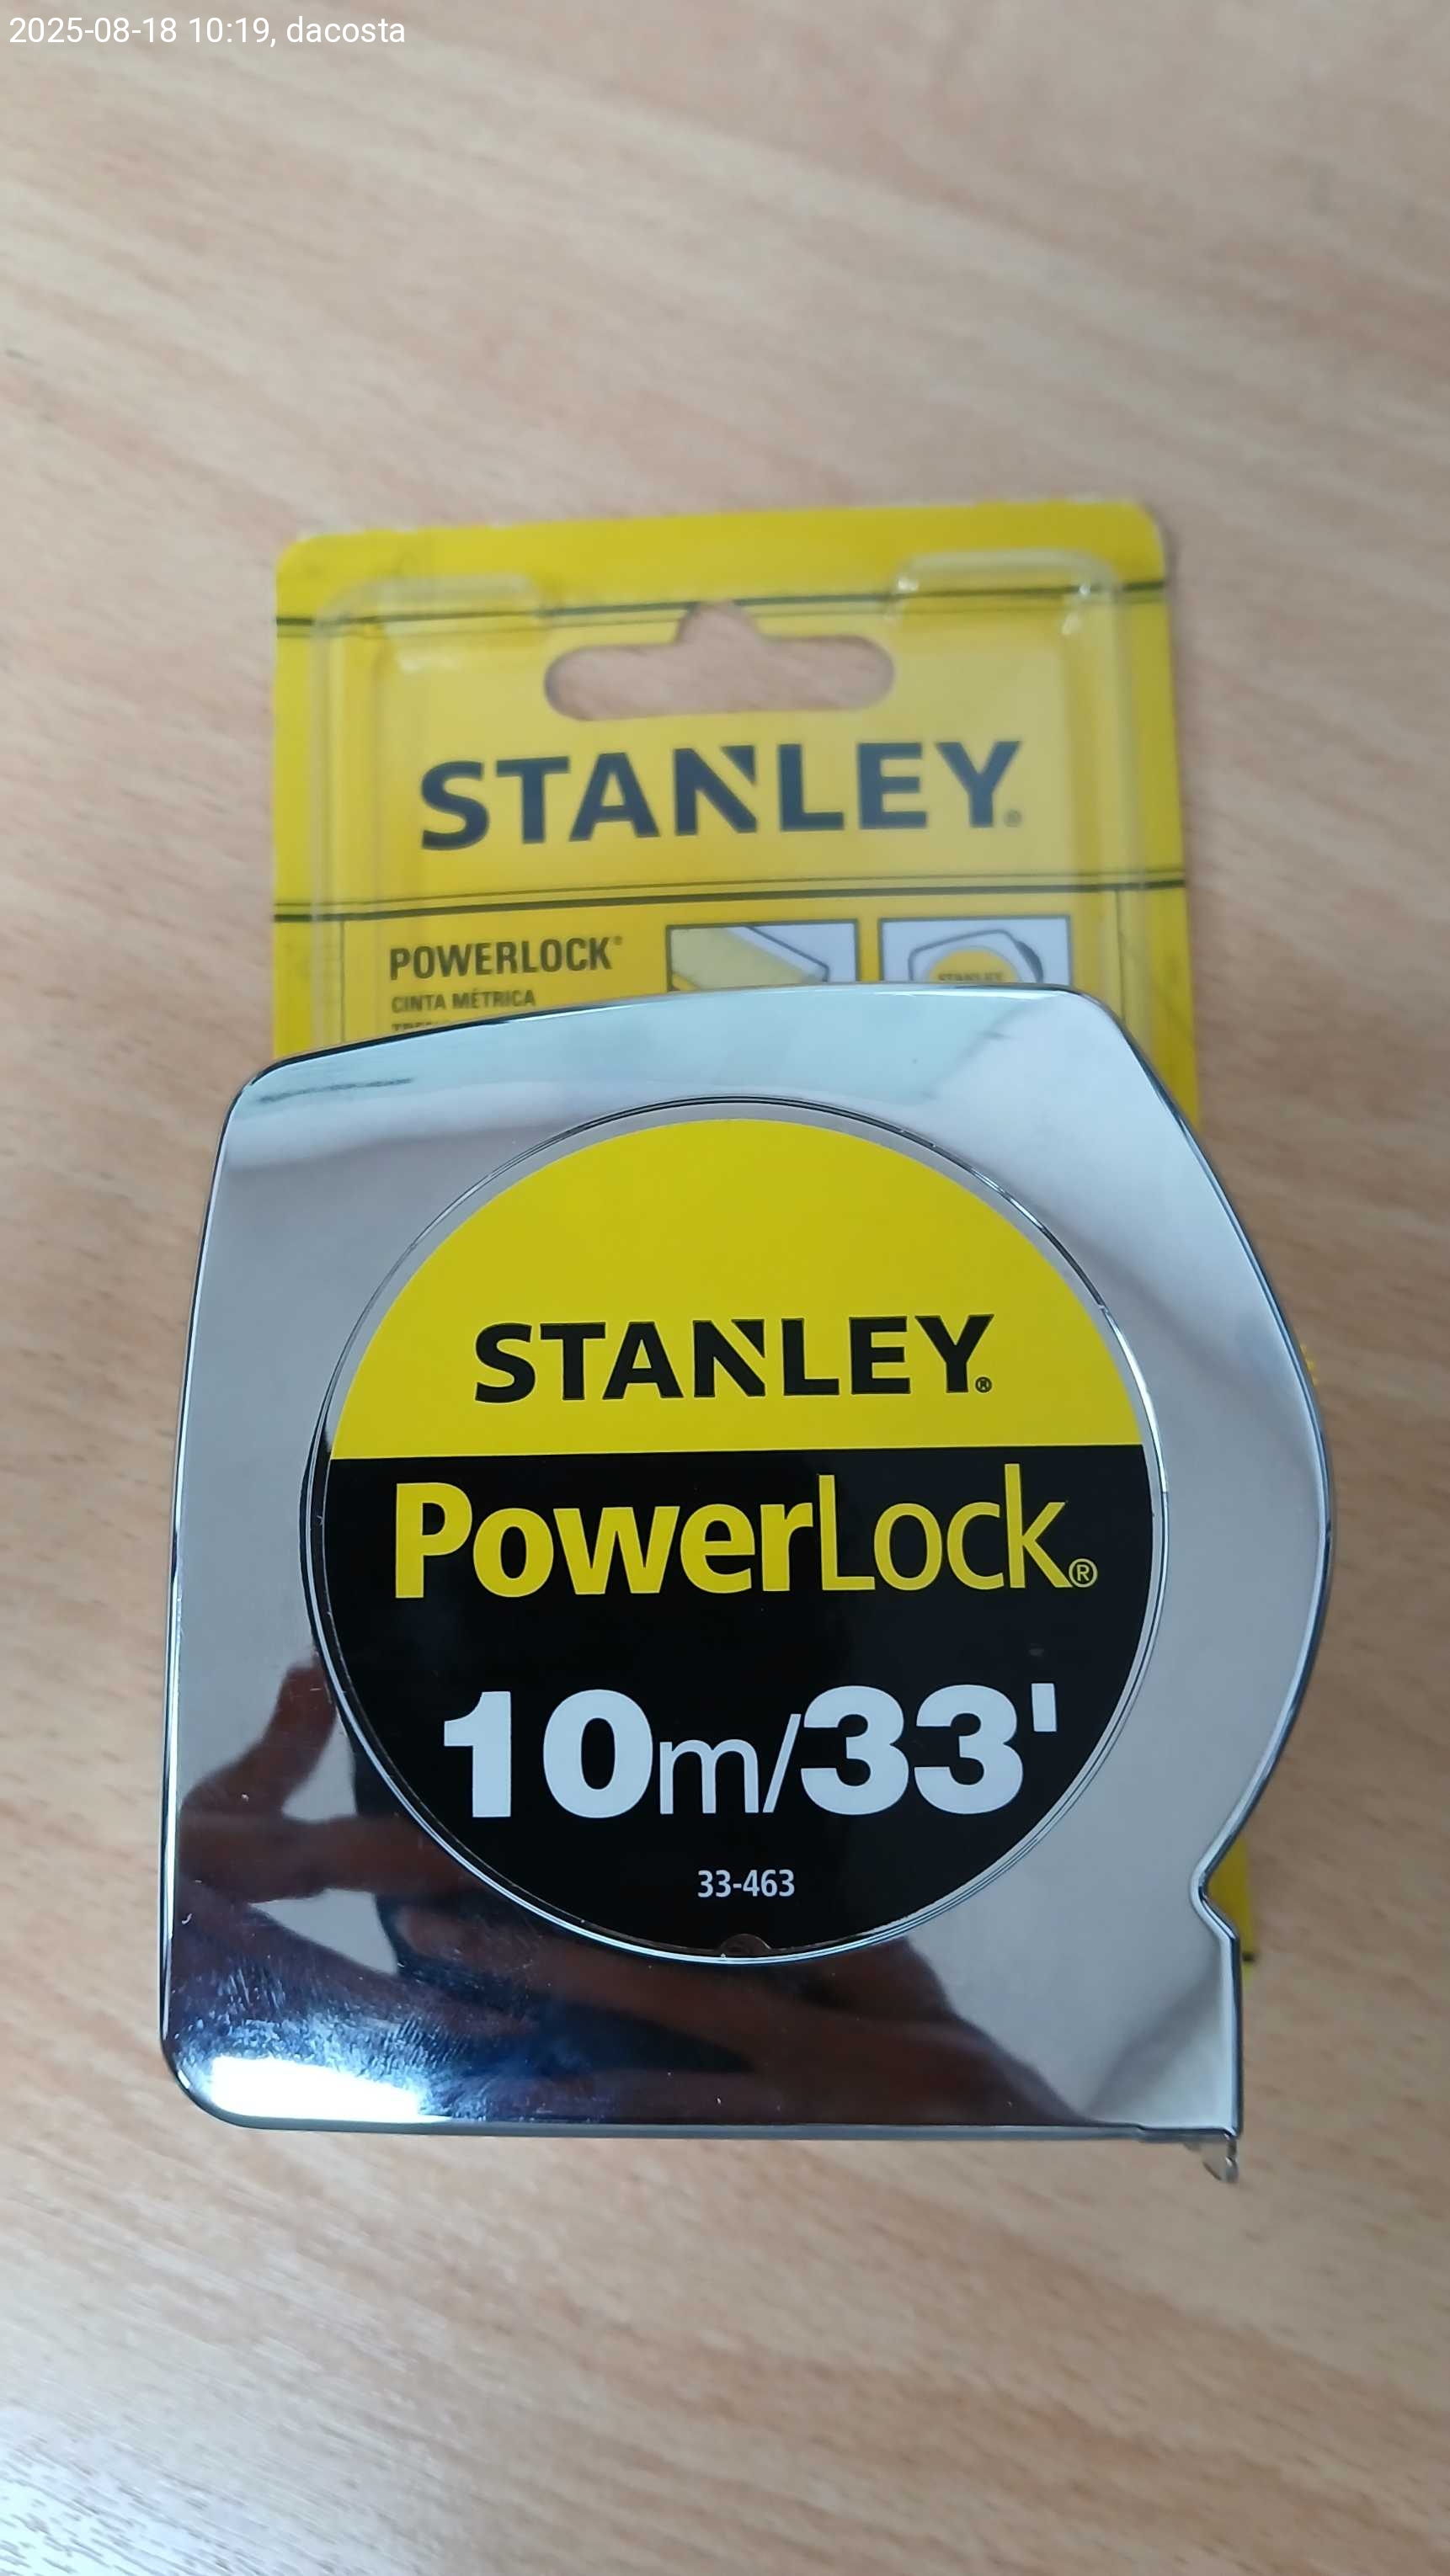 2025-08-18 10:19, dacosta
STANLEY®
POWERLOCK®
CINTA MÉTRICA
STANLEY®
PowerLock®
10m/33'
33-463